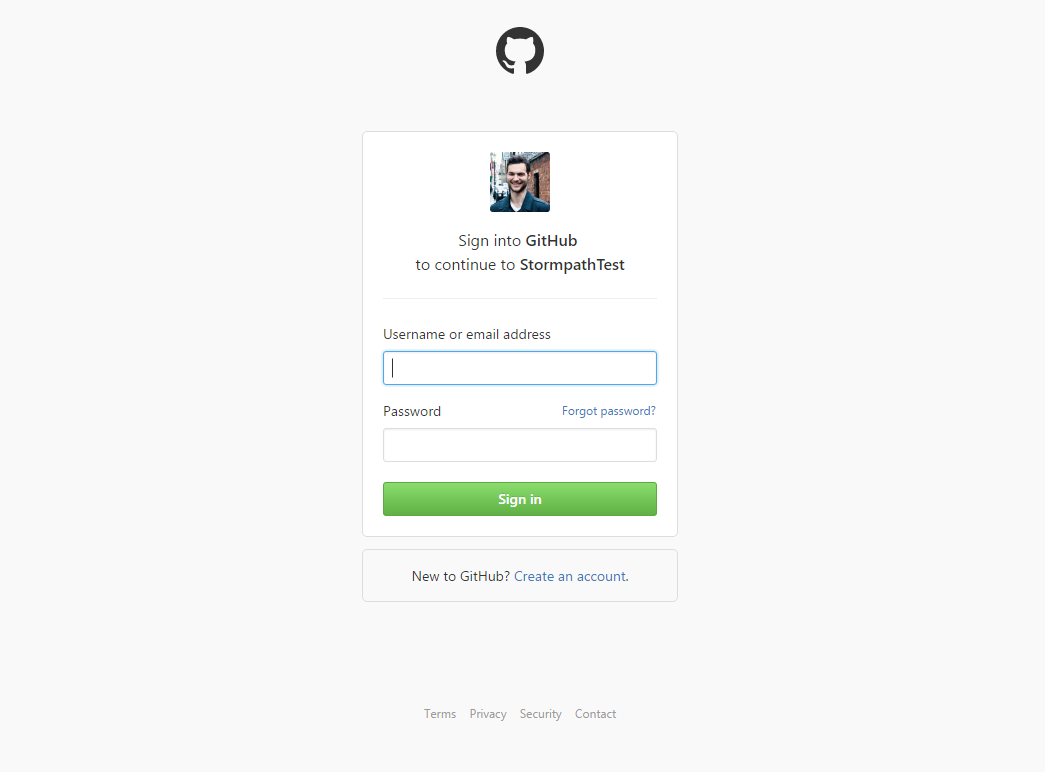 Sign into GitHub
to continue to StormpathTest
Username or email address
Password Forgot password?
Sign in
New to GitHub? Create an account.
Terms Privacy Security Contact